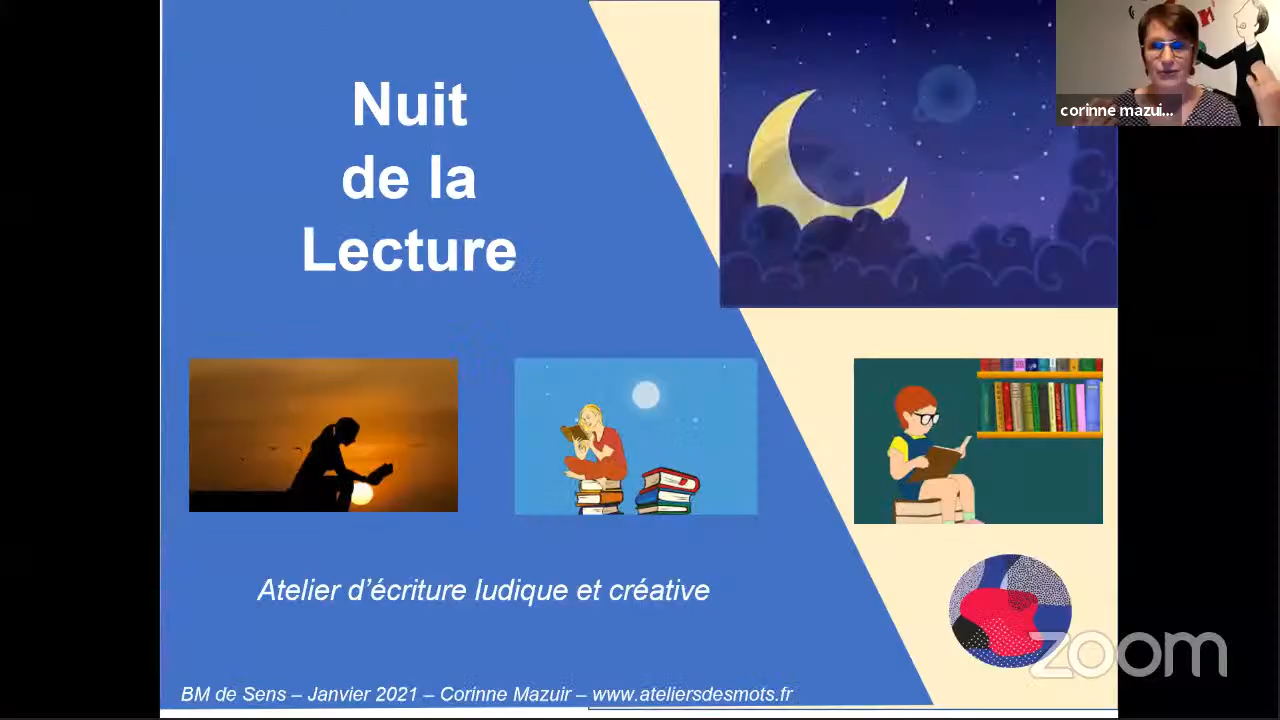 Nuit
de la
Lecture
corinne mazui...
Atelier d'écriture ludique et créative
BM de Sens – Janvier 2021 – Corinne Mazuir – www.ateliersdesmots.fr
zoom